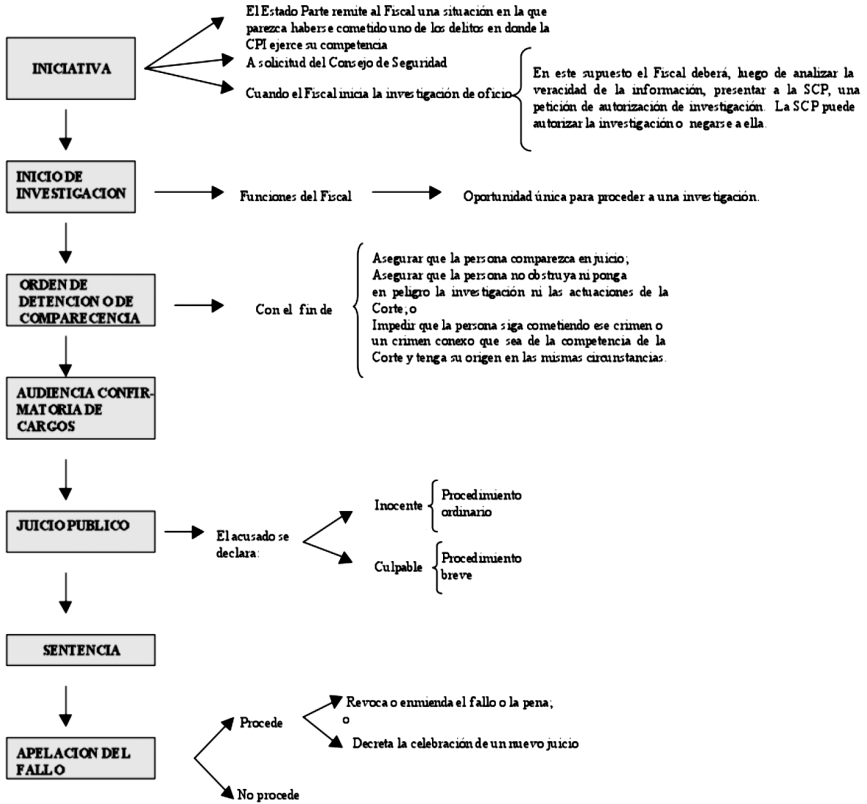 El Estado Parte remite al Fiscal una situación en la que
parezca haberse cometido uno de los delitos en donde la
CPI ejerce su competencia
INICIATIVA
A solicitud del Consejo de Seguridad
Cuando el Fiscal inicia la investigación de oficio
En este supuesto el Fiscal deberá, luego de analizar la
veracidad de la información, presentar a la SCP, una
petición de autorización de investigación. La SCP puede
autorizar la investigación o negarse a ella.
INICIO DE
INVESTIGACION
Funciones del Fiscal
Oportunidad única para proceder a una investigación.
ORDEN DE
DETENCION O DE
COMPARECENCIA
Con el fin de
Asegurar que la persona comparezca en juicio;
Asegurar que la persona no obstruya ni ponga
en peligro la investigación ni las actuaciones de la
Corte, o
Impedir que la persona siga cometiendo ese crimen o
un crimen conexo que sea de la competencia de la
Corte y tenga su origen en las mismas circunstancias.
AUDIENCIA CONFIR-
MATORIA DE
CARGOS
JUICIO PUBLICO
El acusado se
declara:
Inocente
Procedimiento
ordinario
Culpable
Procedimiento
breve
SENTENCIA
APELACION DEL
FALLO
Procede
Revoca o enmienda el fallo o la pena;
o
Decreta la celebración de un nuevo juicio
No procede